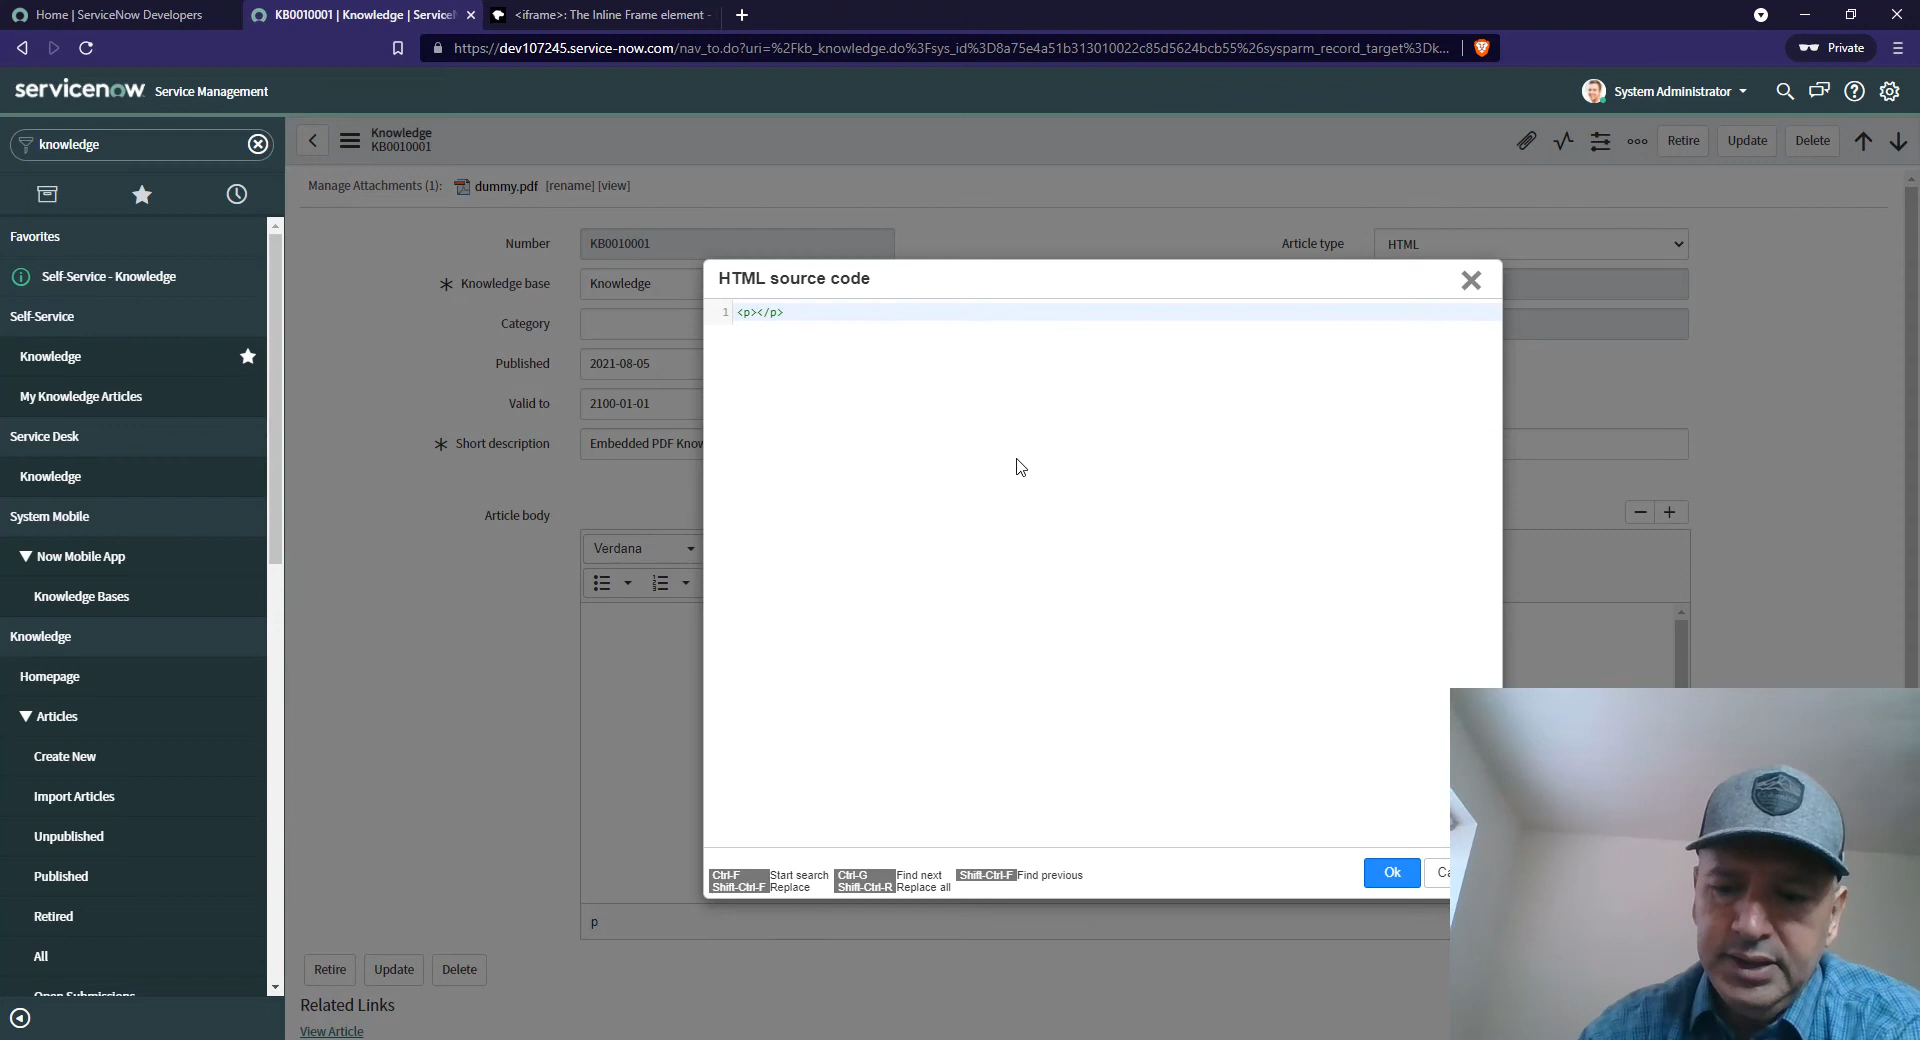 Home | ServiceNow Developers
KB0010001 | Knowledge | Service
<iframe>: The Inline Frame element -
https://dev107245.service-now.com/nav_to.do?uri=%2Fkb_knowledge.do%3Fsys_id%3D8a75e4a51b313010022c85d5624bcb55%26sysparm_record_target%3Dk...
Private
servicenow Service Management
System Administrator
knowledge
Knowledge
KB0010001
Retire
Update
Delete
Manage Attachments (1): dummy.pdf [rename] [view]
Favorites
Self-Service - Knowledge
Self-Service
Knowledge
My Knowledge Articles
Service Desk
Knowledge
System Mobile
Now Mobile App
Knowledge Bases
Knowledge
Homepage
Articles
Create New
Import Articles
Unpublished
Published
Retired
All
Open Submissions
Number KB0010001
Article type HTML
Knowledge base Knowledge
Category
Published 2021-08-05
Valid to 2100-01-01
Short description Embedded PDF Know
Article body
Verdana
p
HTML source code
1 <p></p>
Ctrl-F Start search Ctrl-G Find next Shift-Ctrl-F Find previous
Shift-Ctrl-F Replace Shift-Ctrl-R Replace all
Ok
Ca
Retire
Update
Delete
Related Links
View Article